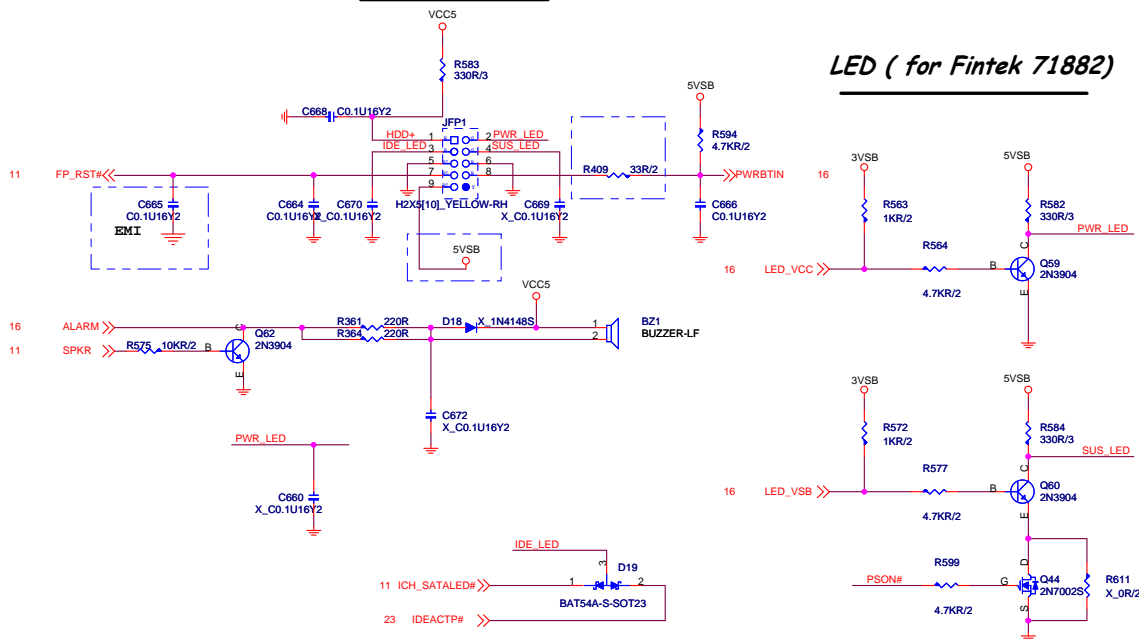 VCC5
R583
330R/3
LED ( for Fintek 71882)
C668 C0.1U16Y2
5VSB
JFP1
HDD+ 1 2 PWR_LED
IDE_LED 3 4 SUS_LED
5 6
7 8
9
R594
4.7KR/2
R409 33R/2
11 FP_RST#
PWRBTIN 16
H2X5[10]_YELLOW-RH
C665
C0.1U16Y2
EMI
C664
C0.1U16Y2
C670
X_C0.1U16Y2
C669
X_C0.1U16Y2
C666
C0.1U16Y2
5VSB
3VSB
5VSB
R563
1KR/2
R582
330R/3
PWR_LED
R564
16 LED_VCC
4.7KR/2
B
C
E
Q59
2N3904
VCC5
16 ALARM
11 SPKR
R575 10KR/2
B
C
E
Q62
2N3904
R361 220R
R364 220R
D18 X_1N4148S
1
2
BZ1
BUZZER-LF
C672
X_C0.1U16Y2
PWR_LED
C660
X_C0.1U16Y2
3VSB
5VSB
R572
1KR/2
R584
330R/3
SUS_LED
R577
16 LED_VSB
4.7KR/2
B
C
E
Q60
2N3904
IDE_LED
3
D19
11 ICH_SATALED#
1 2
BAT54A-S-SOT23
23 IDEACTP#
PSON#
R599
4.7KR/2
G
D
S
Q44
2N7002S
R611
X_0R/2